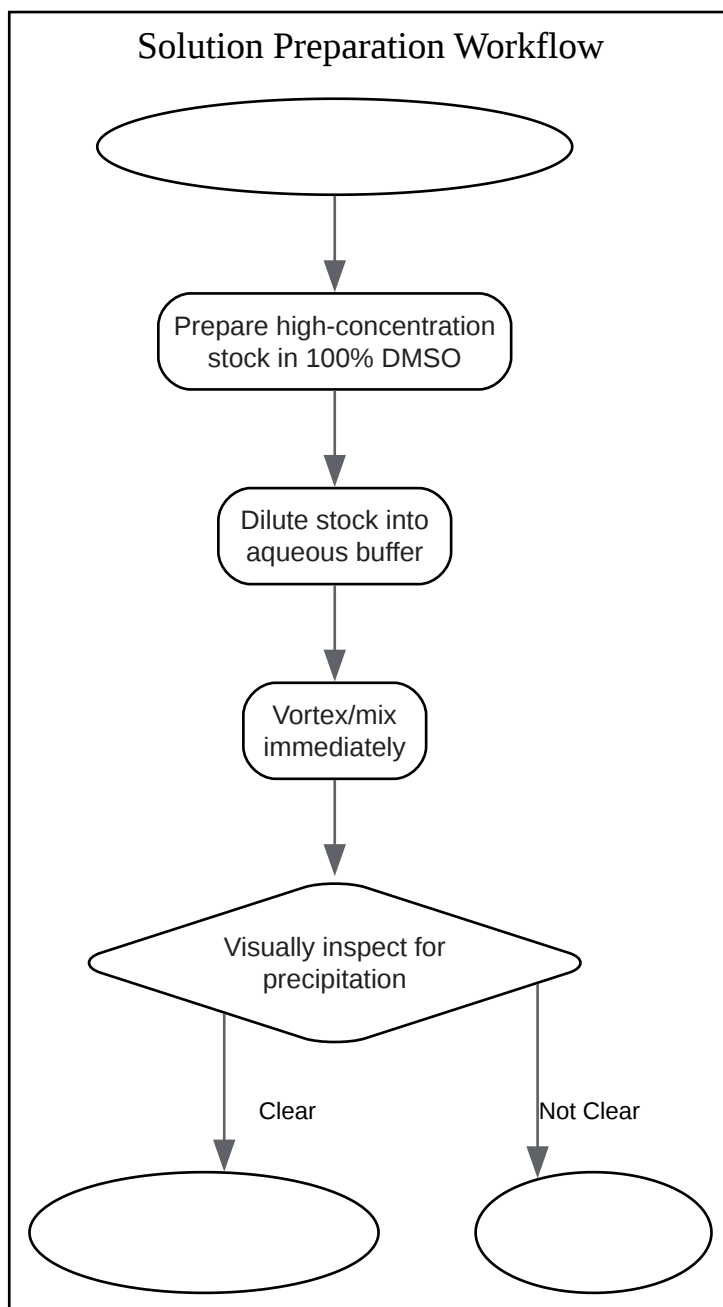 Solution Preparation Workflow
Prepare high-concentration
stock in 100% DMSO
Dilute stock into
aqueous buffer
Vortex/mix
immediately
Visually inspect for
precipitation
Clear
Not Clear